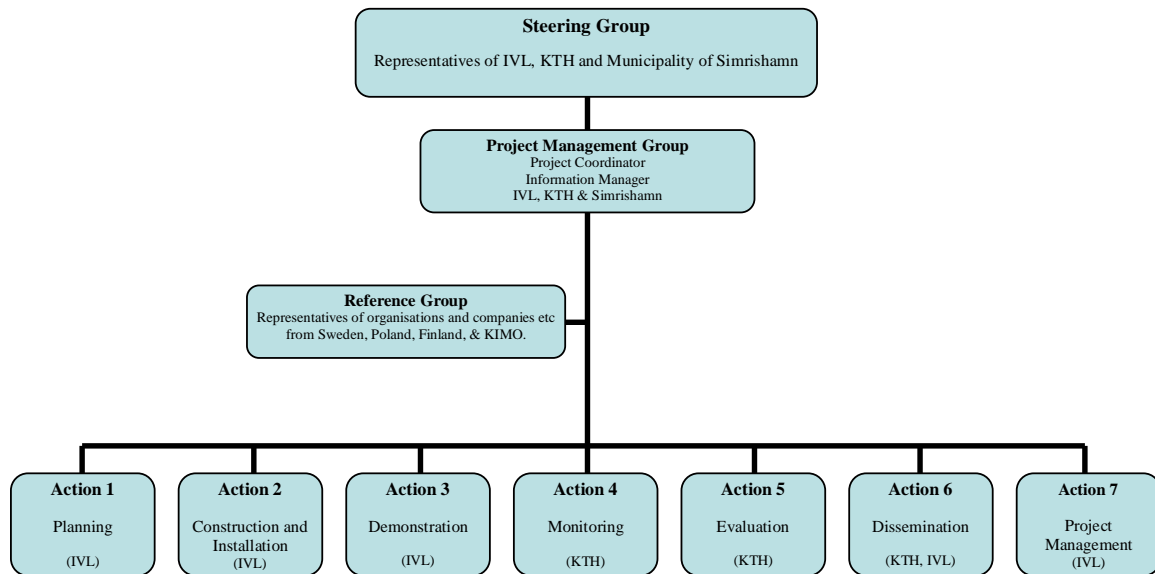 Steering Group
Representatives of IVL, KTH and Municipality of Simrishamn
Project Management Group
Project Coordinator
Information Manager
IVL, KTH & Simrishamn
Reference Group
Representatives of organisations and companies etc
from Sweden, Poland, Finland, & KIMO.
Action 1
Planning
(IVL)
Action 2
Construction and
Installation
(IVL)
Action 3
Demonstration
(IVL)
Action 4
Monitoring
(KTH)
Action 5
Evaluation
(KTH)
Action 6
Dissemination
(KTH, IVL)
Action 7
Project
Management
(IVL)